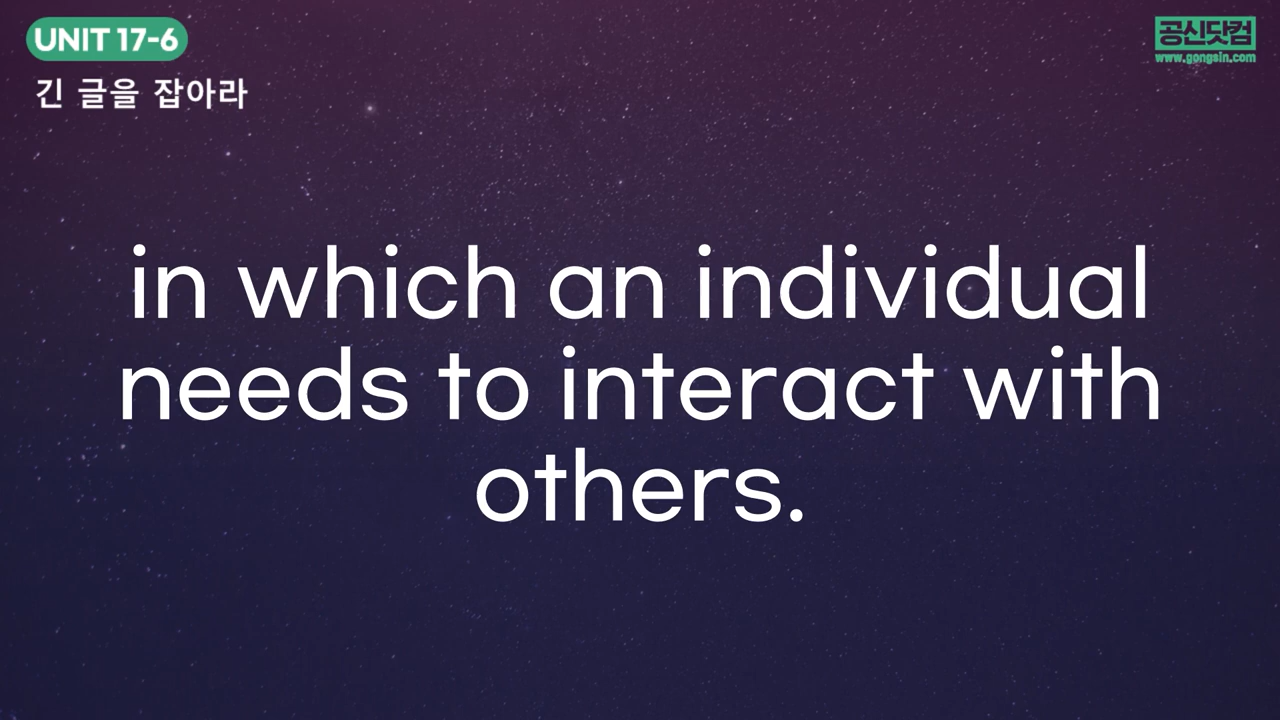 UNIT 17-6
공신닷컴
www.gongsin.com
긴 글을 잡아라
in which an individual
needs to interact with
others.